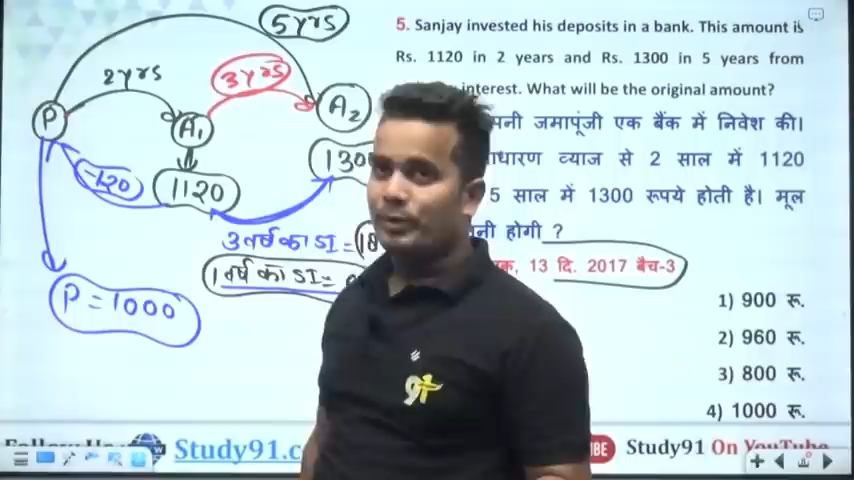 5yrs
2yrs
3yrs
P
A1
A2
-120
1120
130
3 वर्ष का SI = 18
1 वर्ष का SI =
P = 1000
5. Sanjay invested his deposits in a bank. This amount is
Rs. 1120 in 2 years and Rs. 1300 in 5 years from
interest. What will be the original amount?
जमापूंजी एक बैंक में निवेश की।
व्याज से 2 साल में 1120
5 साल में 1300 रूपये होती है। मूल
होगी ?
13 दि. 2017 बैच-3
1) 900 रू.
2) 960 रू.
3) 800 रू.
4) 1000 रू.
91
Study91.c
Study91 On YouTube